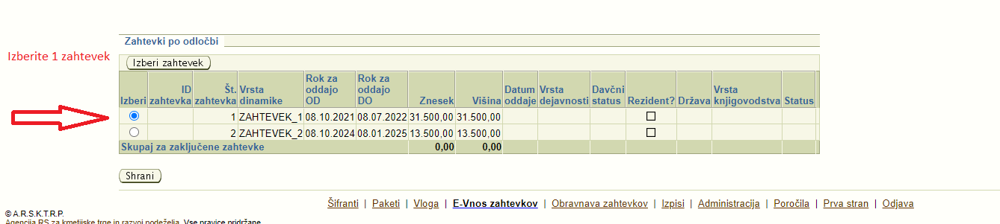 Zahtevki po odločbi
Izberite 1 zahtevek
Izberi zahtevek
Izberi ID zahtevka Št. zahtevka Vrsta dinamike Rok za oddajo OD Rok za oddajo DO Znesek Višina Datum oddaje Vrsta dejavnosti Davčni status Rezident? Država Vrsta knjigovodstva Status
1 ZAHTEVEK_1 08.10.2021 08.07.2022 31.500,00 31.500,00
2 ZAHTEVEK_2 08.10.2024 08.01.2025 13.500,00 13.500,00
Skupaj za zaključene zahtevke 0,00 0,00
Shrani
Šifranti | Paketi | Vloga | E-Vnos zahtevkov | Obravnava zahtevkov | Izpisi | Administracija | Poročila | Prva stran | Odjava
© A.R.S.K.T.R.P.
Agencija RS za kmetijske trge in razvoj podeželja. Vse pravice pridržane